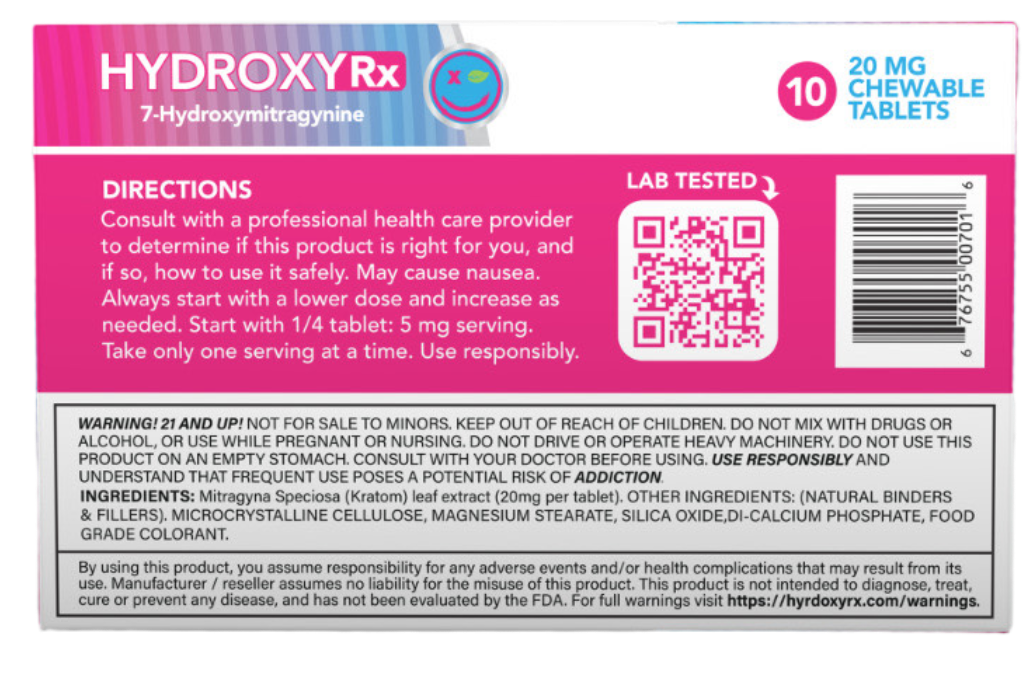 HYDROXY Rx
7-Hydroxymitragynine
10
20 MG
CHEWABLE
TABLETS
DIRECTIONS
Consult with a professional health care provider
to determine if this product is right for you, and
if so, how to use it safely. May cause nausea.
Always start with a lower dose and increase as
needed. Start with 1/4 tablet: 5 mg serving.
Take only one serving at a time. Use responsibly.
LAB TESTED
6 76755 00701 6
WARNING! 21 AND UP! NOT FOR SALE TO MINORS. KEEP OUT OF REACH OF CHILDREN. DO NOT MIX WITH DRUGS OR
ALCOHOL, OR USE WHILE PREGNANT OR NURSING. DO NOT DRIVE OR OPERATE HEAVY MACHINERY. DO NOT USE THIS
PRODUCT ON AN EMPTY STOMACH. CONSULT WITH YOUR DOCTOR BEFORE USING. USE RESPONSIBLY AND
UNDERSTAND THAT FREQUENT USE POSES A POTENTIAL RISK OF ADDICTION.
INGREDIENTS: Mitragyna Speciosa (Kratom) leaf extract (20mg per tablet). OTHER INGREDIENTS: (NATURAL BINDERS
& FILLERS). MICROCRYSTALLINE CELLULOSE, MAGNESIUM STEARATE, SILICA OXIDE,DI-CALCIUM PHOSPHATE, FOOD
GRADE COLORANT.
By using this product, you assume responsibility for any adverse events and/or health complications that may result from its
use. Manufacturer / reseller assumes no liability for the misuse of this product. This product is not intended to diagnose, treat,
cure or prevent any disease, and has not been evaluated by the FDA. For full warnings visit https://hyrdoxyrx.com/warnings.